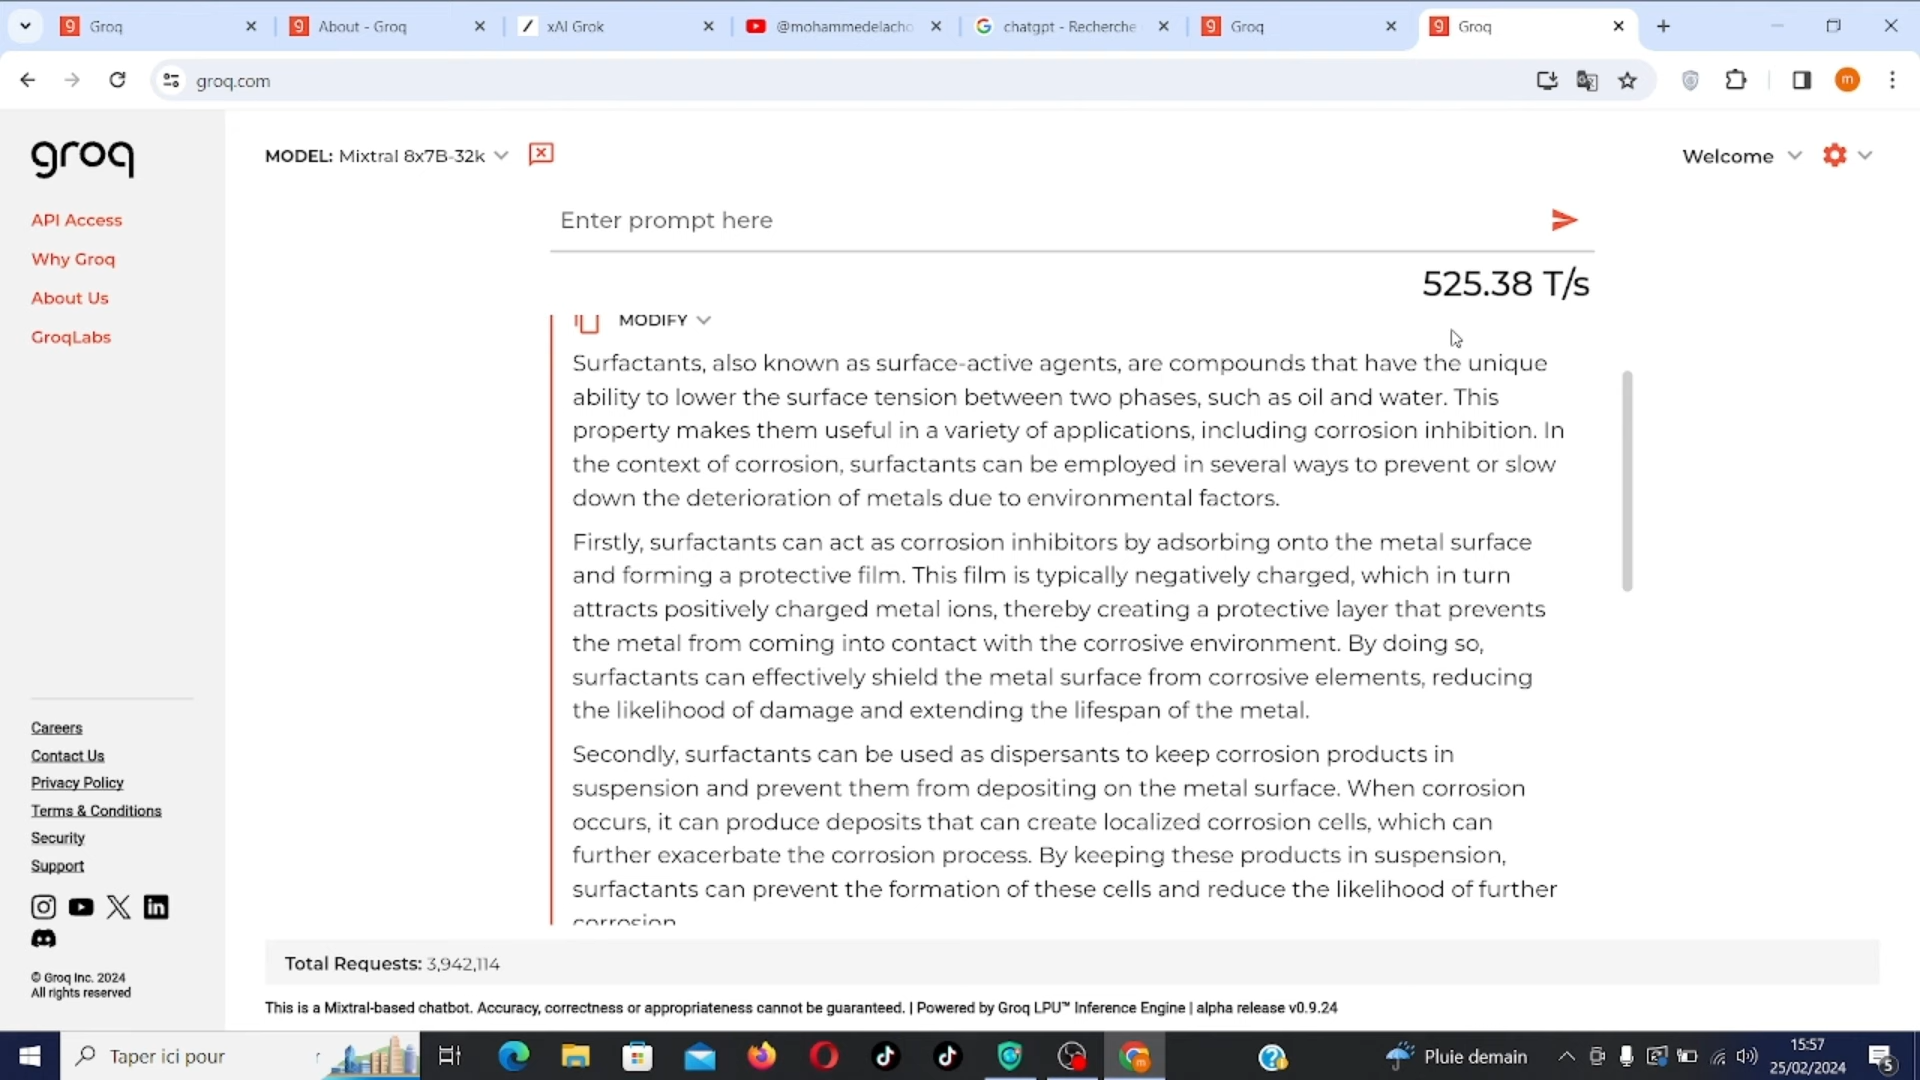 Groq
About - Groq
xAI Grok
@mohammedelacho
chatgpt - Recherche
Groq
Groq
groq.com
m
groq
API Access
Why Groq
About Us
GroqLabs
Careers
Contact Us
Privacy Policy
Terms & Conditions
Security
Support
© Groq Inc. 2024
All rights reserved
MODEL: Mixtral 8x7B-32k
Welcome
Enter prompt here
525.38 T/s
MODIFY
Surfactants, also known as surface-active agents, are compounds that have the unique
ability to lower the surface tension between two phases, such as oil and water. This
property makes them useful in a variety of applications, including corrosion inhibition. In
the context of corrosion, surfactants can be employed in several ways to prevent or slow
down the deterioration of metals due to environmental factors.
Firstly, surfactants can act as corrosion inhibitors by adsorbing onto the metal surface
and forming a protective film. This film is typically negatively charged, which in turn
attracts positively charged metal ions, thereby creating a protective layer that prevents
the metal from coming into contact with the corrosive environment. By doing so,
surfactants can effectively shield the metal surface from corrosive elements, reducing
the likelihood of damage and extending the lifespan of the metal.
Secondly, surfactants can be used as dispersants to keep corrosion products in
suspension and prevent them from depositing on the metal surface. When corrosion
occurs, it can produce deposits that can create localized corrosion cells, which can
further exacerbate the corrosion process. By keeping these products in suspension,
surfactants can prevent the formation of these cells and reduce the likelihood of further
corrosion.
Total Requests: 3,942,114
This is a Mixtral-based chatbot. Accuracy, correctness or appropriateness cannot be guaranteed. | Powered by Groq LPU™ Inference Engine | alpha release v0.9.24
Taper ici pour r
Pluie demain
15:57
25/02/2024
5